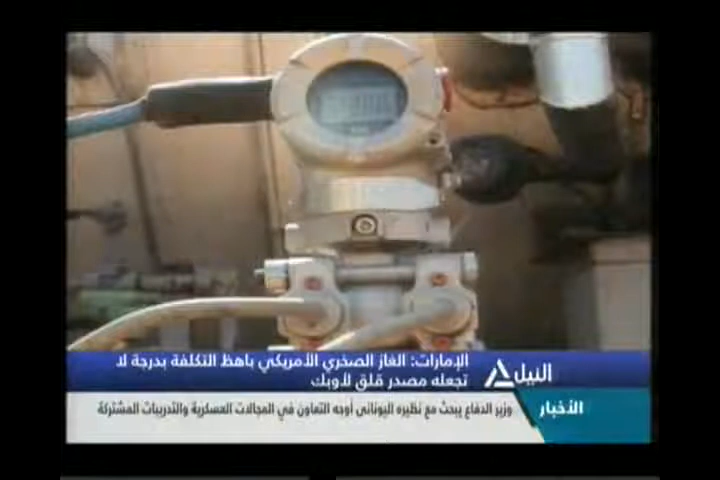 الإمارات: الغاز الصخري الأمريكي باهظ التكلفة بدرجة لا
تجعله مصدر قلق لأوبك
النيل
الأخبار
وزير الدفاع يبحث مع نظيره اليونانى أوجه التعاون في المجالات العسكرية والتدريبات المشتركة